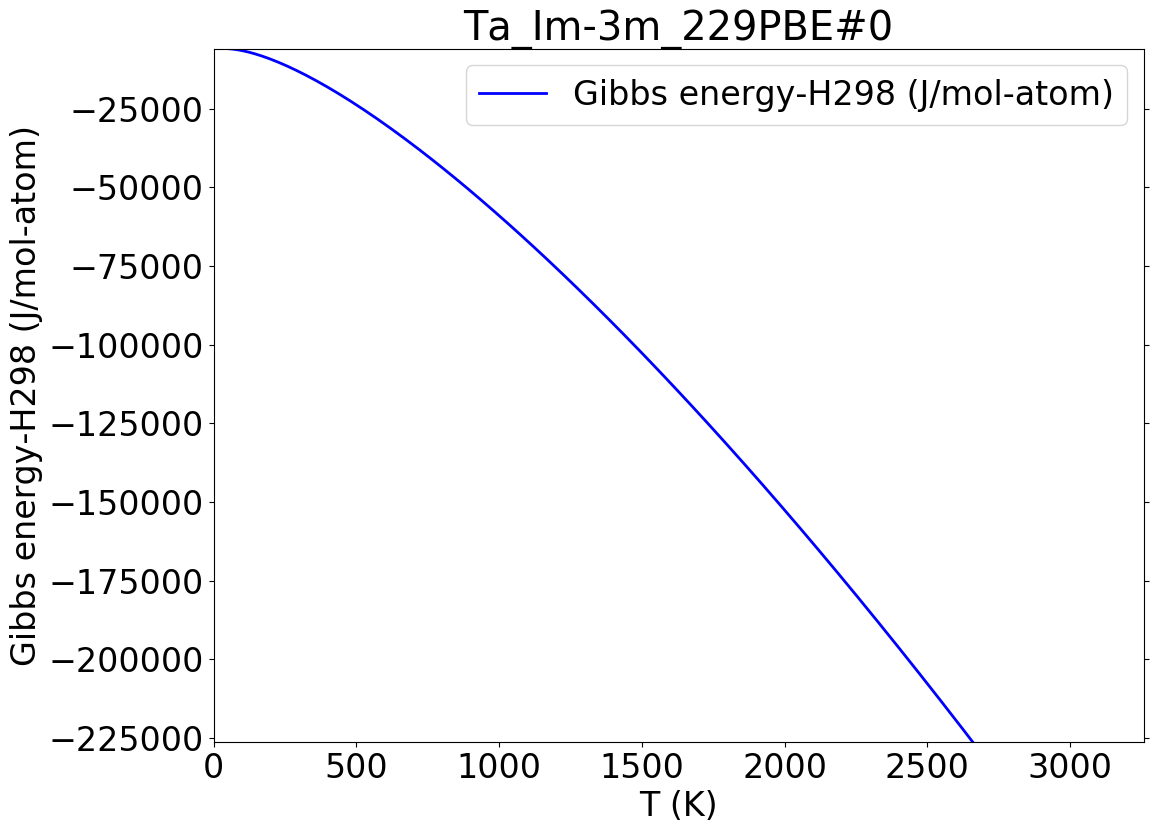 Ta_Im-3m_229PBE#0
Gibbs energy-H298 (J/mol-atom)
Gibbs energy-H298 (J/mol-atom)
−25000
−50000
−75000
−100000
−125000
−150000
−175000
−200000
−225000
0 500 1000 1500 2000 2500 3000
T (K)